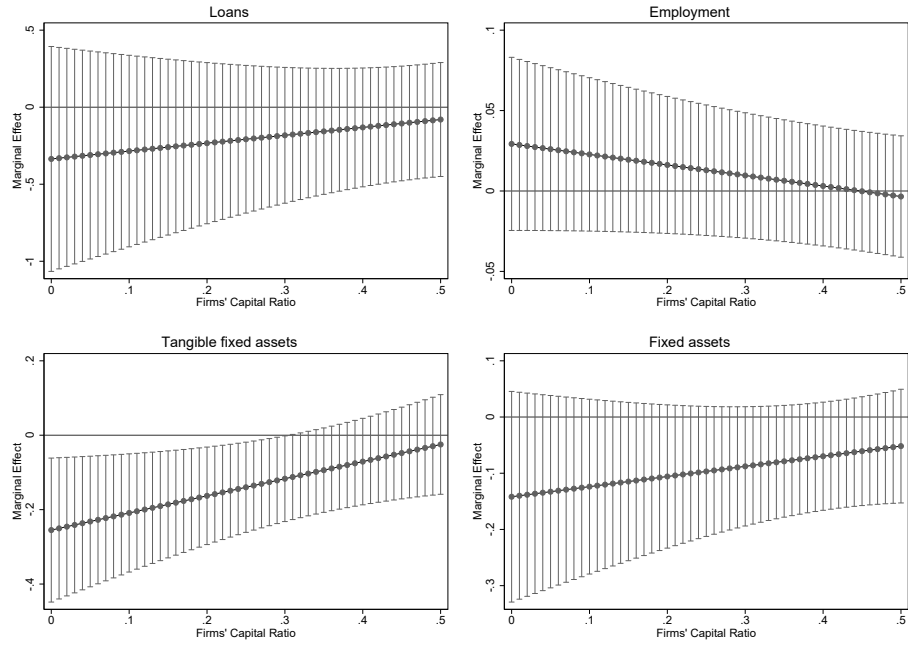 Loans
Marginal Effect
.5
0
-.5
-1
0 .1 .2 .3 .4 .5
Firms' Capital Ratio
Employment
Marginal Effect
.1
.05
0
-.05
0 .1 .2 .3 .4 .5
Firms' Capital Ratio
Tangible fixed assets
Marginal Effect
.2
0
-.2
-.4
0 .1 .2 .3 .4 .5
Firms' Capital Ratio
Fixed assets
Marginal Effect
.1
0
-.1
-.2
-.3
0 .1 .2 .3 .4 .5
Firms' Capital Ratio